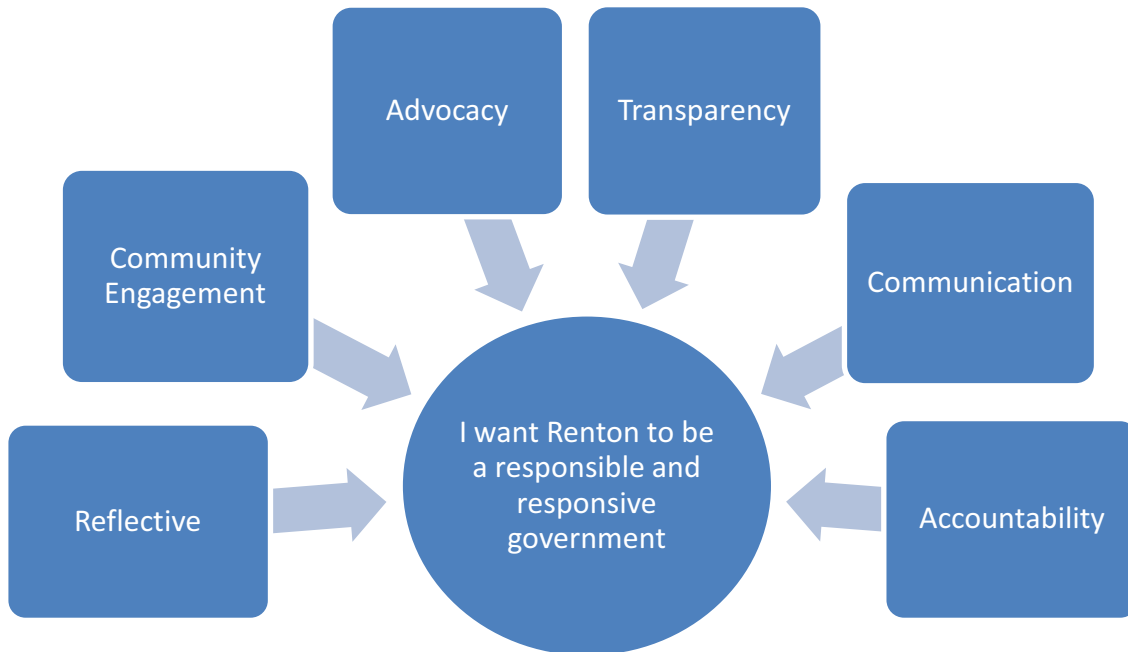 Advocacy
Transparency
Community
Engagement
Communication
I want Renton to be
a responsible and
responsive
government
Reflective
Accountability